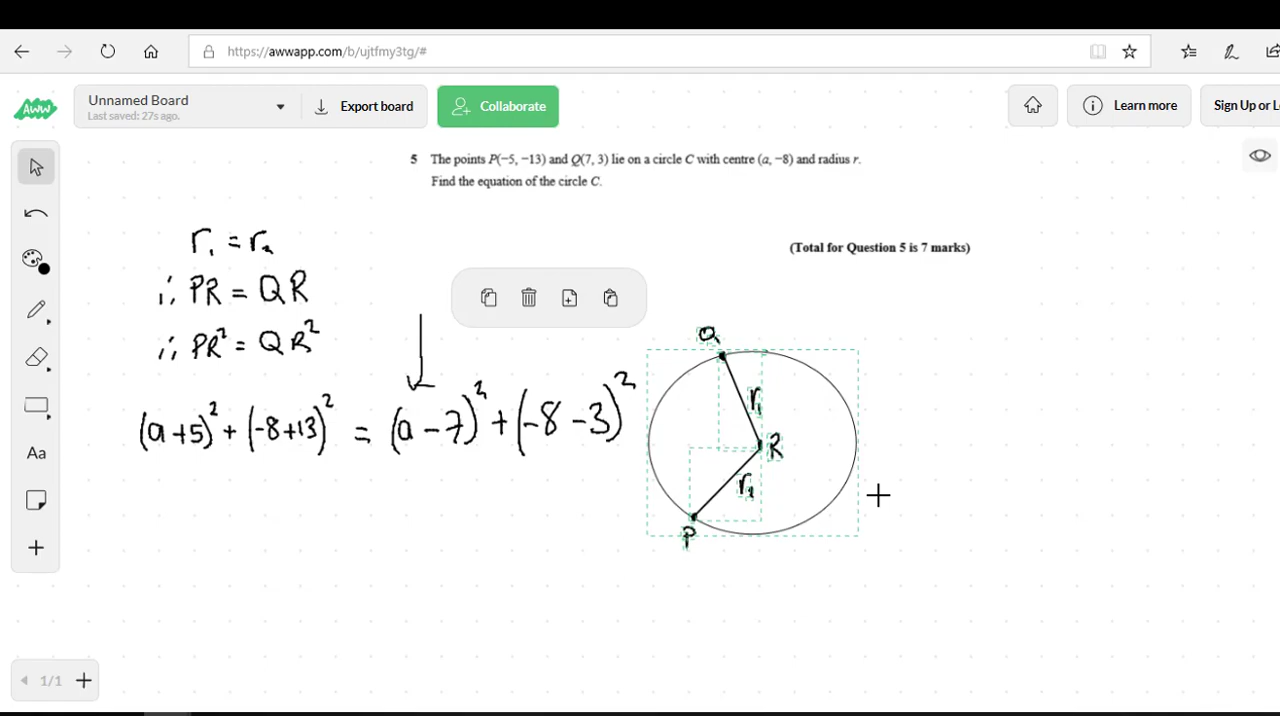 https://awwapp.com/b/ujtfmy3tg/#
AWW
Unnamed Board
Last saved: 27s ago.
Export board
Collaborate
Learn more
Sign Up or L
5 The points P(−5, −13) and Q(7, 3) lie on a circle C with centre (a, −8) and radius r.
Find the equation of the circle C.
(Total for Question 5 is 7 marks)
r₁ = r₂
∴ PR = QR
∴ PR² = QR²
(a+5)² + (-8+13)² = (a-7)² + (-8-3)²
Q
r₁
R
r₂
P
Aa
1/1